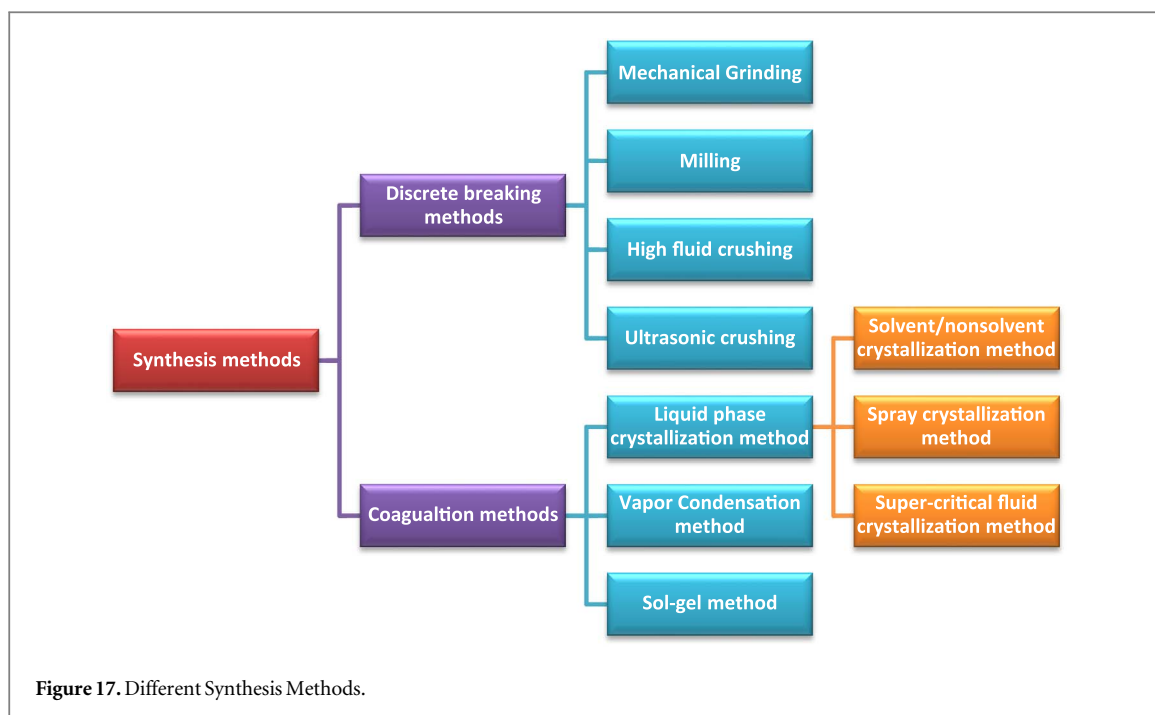 Mechanical Grinding
Milling
Discrete breaking
methods
High fluid crushing
Ultrasonic crushing
Solvent/nonsolvent
crystallization method
Synthesis methods
Liquid phase
crystallization method
Spray crystallization
method
Coagualtion methods
Vapor Condensation
method
Super-critical fluid
crystallization method
Sol-gel method
Figure 17. Different Synthesis Methods.